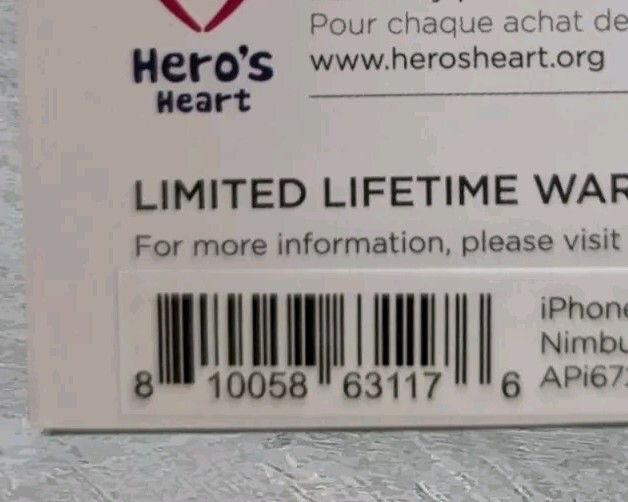 Pour chaque achat de
Hero's
Heart
www.herosheart.org
LIMITED LIFETIME WAR
For more information, please visit
iPhone
Nimbu
APi67
8 10058 63117 6